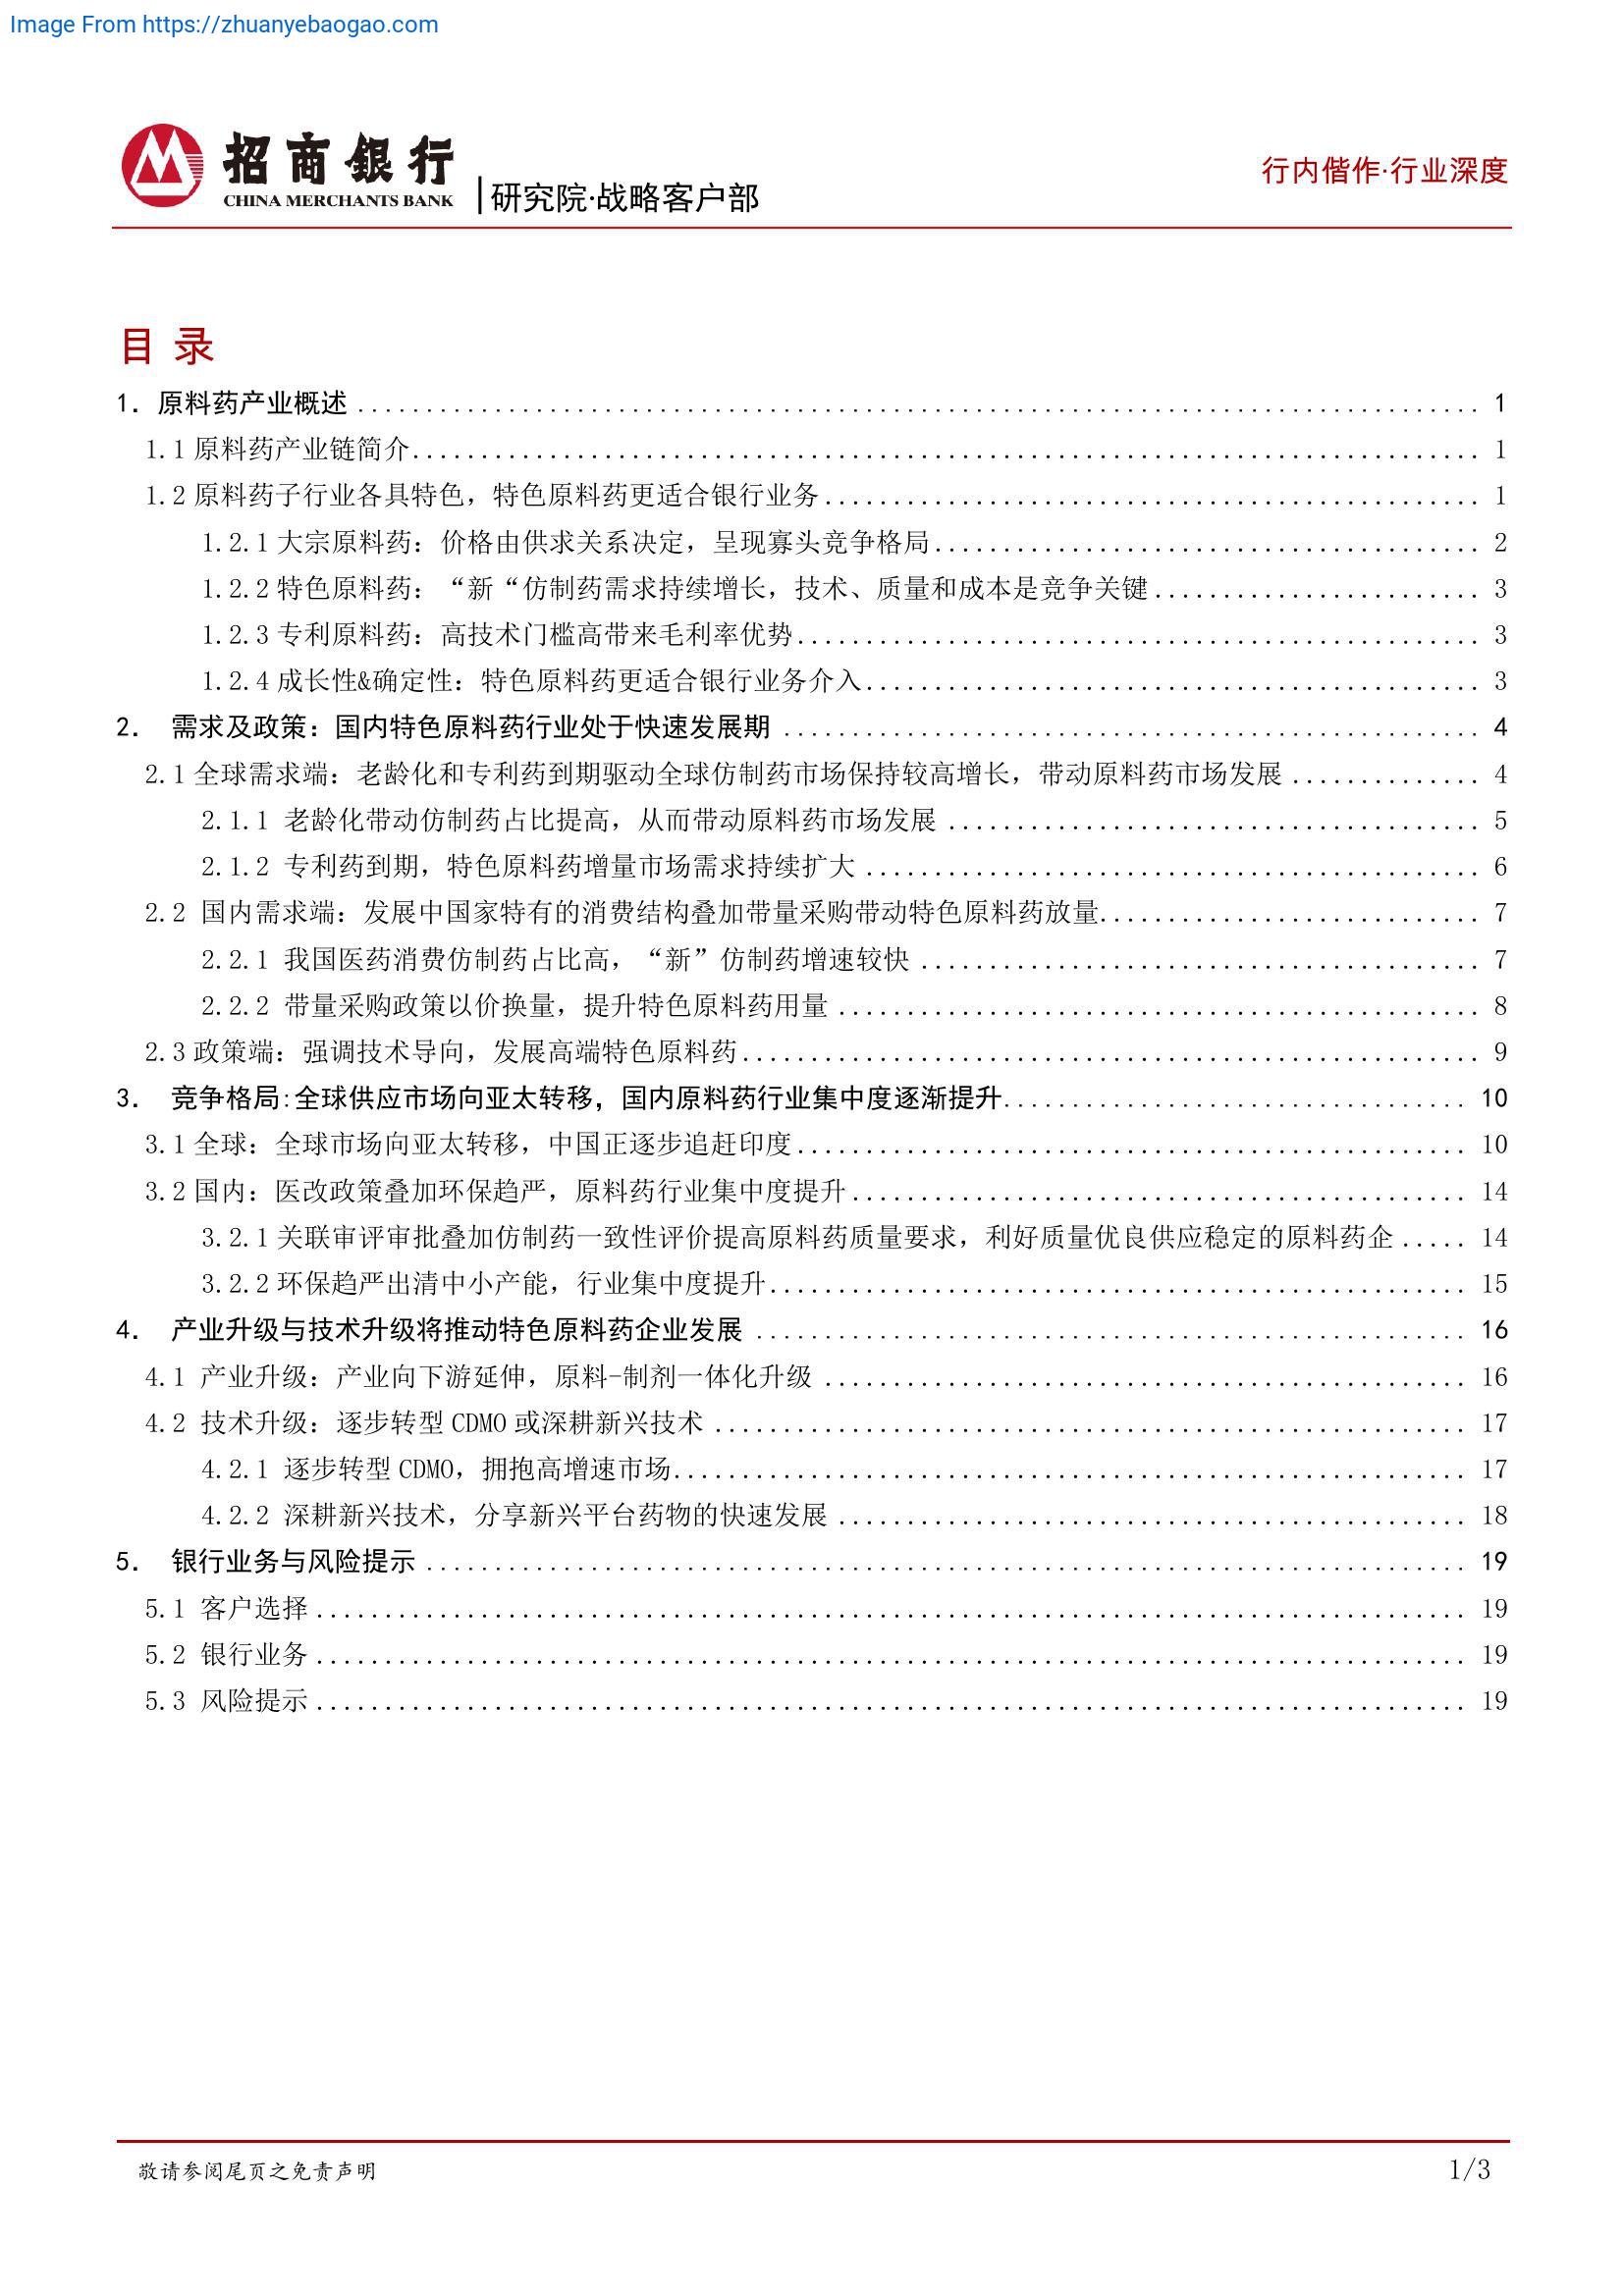 Image From https://zhuanyebaogao.com
招商銀行
CHINA MERCHANTS BANK
研究院·战略客户部
行内偕作·行业深度
目 录
1. 原料药产业概述 1
1.1 原料药产业链简介 1
1.2 原料药子行业各具特色，特色原料药更适合银行业务 1
1.2.1 大宗原料药：价格由供求关系决定，呈现寡头竞争格局 2
1.2.2 特色原料药：“新“仿制药需求持续增长，技术、质量和成本是竞争关键 3
1.2.3 专利原料药：高技术门槛高带来毛利率优势 3
1.2.4 成长性&确定性：特色原料药更适合银行业务介入 3
2. 需求及政策：国内特色原料药行业处于快速发展期 4
2.1 全球需求端：老龄化和专利药到期驱动全球仿制药市场保持较高增长，带动原料药市场发展 4
2.1.1 老龄化带动仿制药占比提高，从而带动原料药市场发展 5
2.1.2 专利药到期，特色原料药增量市场需求持续扩大 6
2.2 国内需求端：发展中国家特有的消费结构叠加带量采购带动特色原料药放量 7
2.2.1 我国医药消费仿制药占比高，“新”仿制药增速较快 7
2.2.2 带量采购政策以价换量，提升特色原料药用量 8
2.3 政策端：强调技术导向，发展高端特色原料药 9
3. 竞争格局:全球供应市场向亚太转移，国内原料药行业集中度逐渐提升 10
3.1 全球：全球市场向亚太转移，中国正逐步追赶印度 10
3.2 国内：医改政策叠加环保趋严，原料药行业集中度提升 14
3.2.1 关联审评审批叠加仿制药一致性评价提高原料药质量要求，利好质量优良供应稳定的原料药企 14
3.2.2 环保趋严出清中小产能，行业集中度提升 15
4. 产业升级与技术升级将推动特色原料药企业发展 16
4.1 产业升级：产业向下游延伸，原料-制剂一体化升级 16
4.2 技术升级：逐步转型 CDMO 或深耕新兴技术 17
4.2.1 逐步转型 CDMO，拥抱高增速市场 17
4.2.2 深耕新兴技术，分享新兴平台药物的快速发展 18
5. 银行业务与风险提示 19
5.1 客户选择 19
5.2 银行业务 19
5.3 风险提示 19
敬请参阅尾页之免责声明
1/3